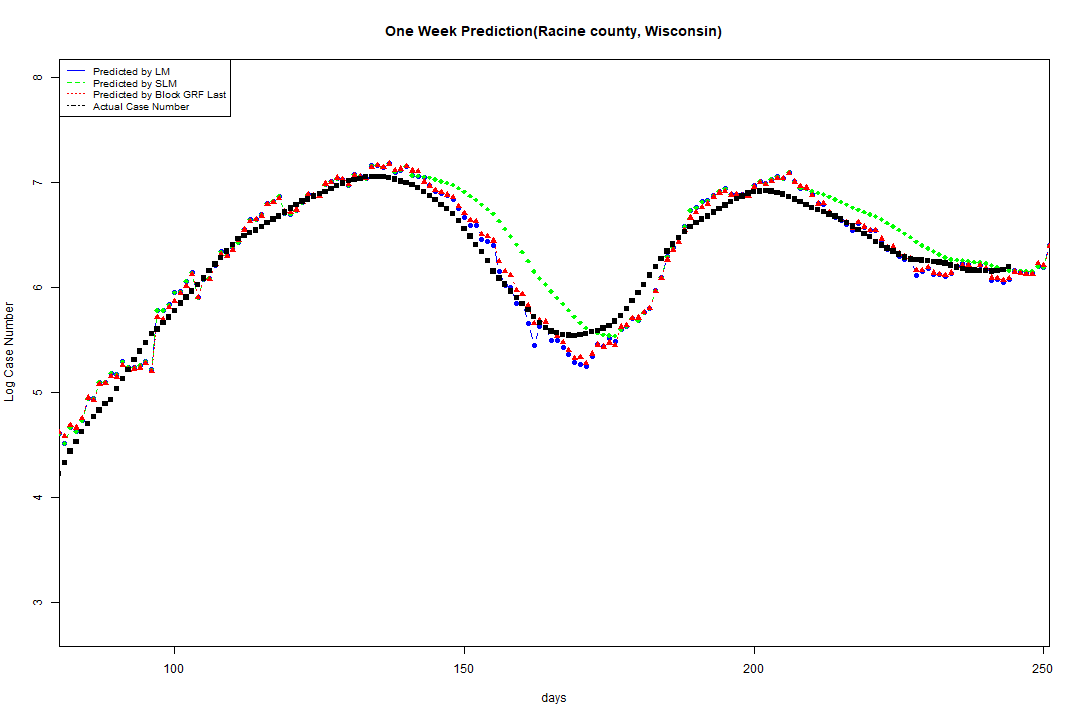 One Week Prediction(Racine county, Wisconsin)
Predicted by LM
Predicted by SLM
Predicted by Block GRF Last
Actual Case Number
8
7
6
5
4
3
Log Case Number
100 150 200 250
days